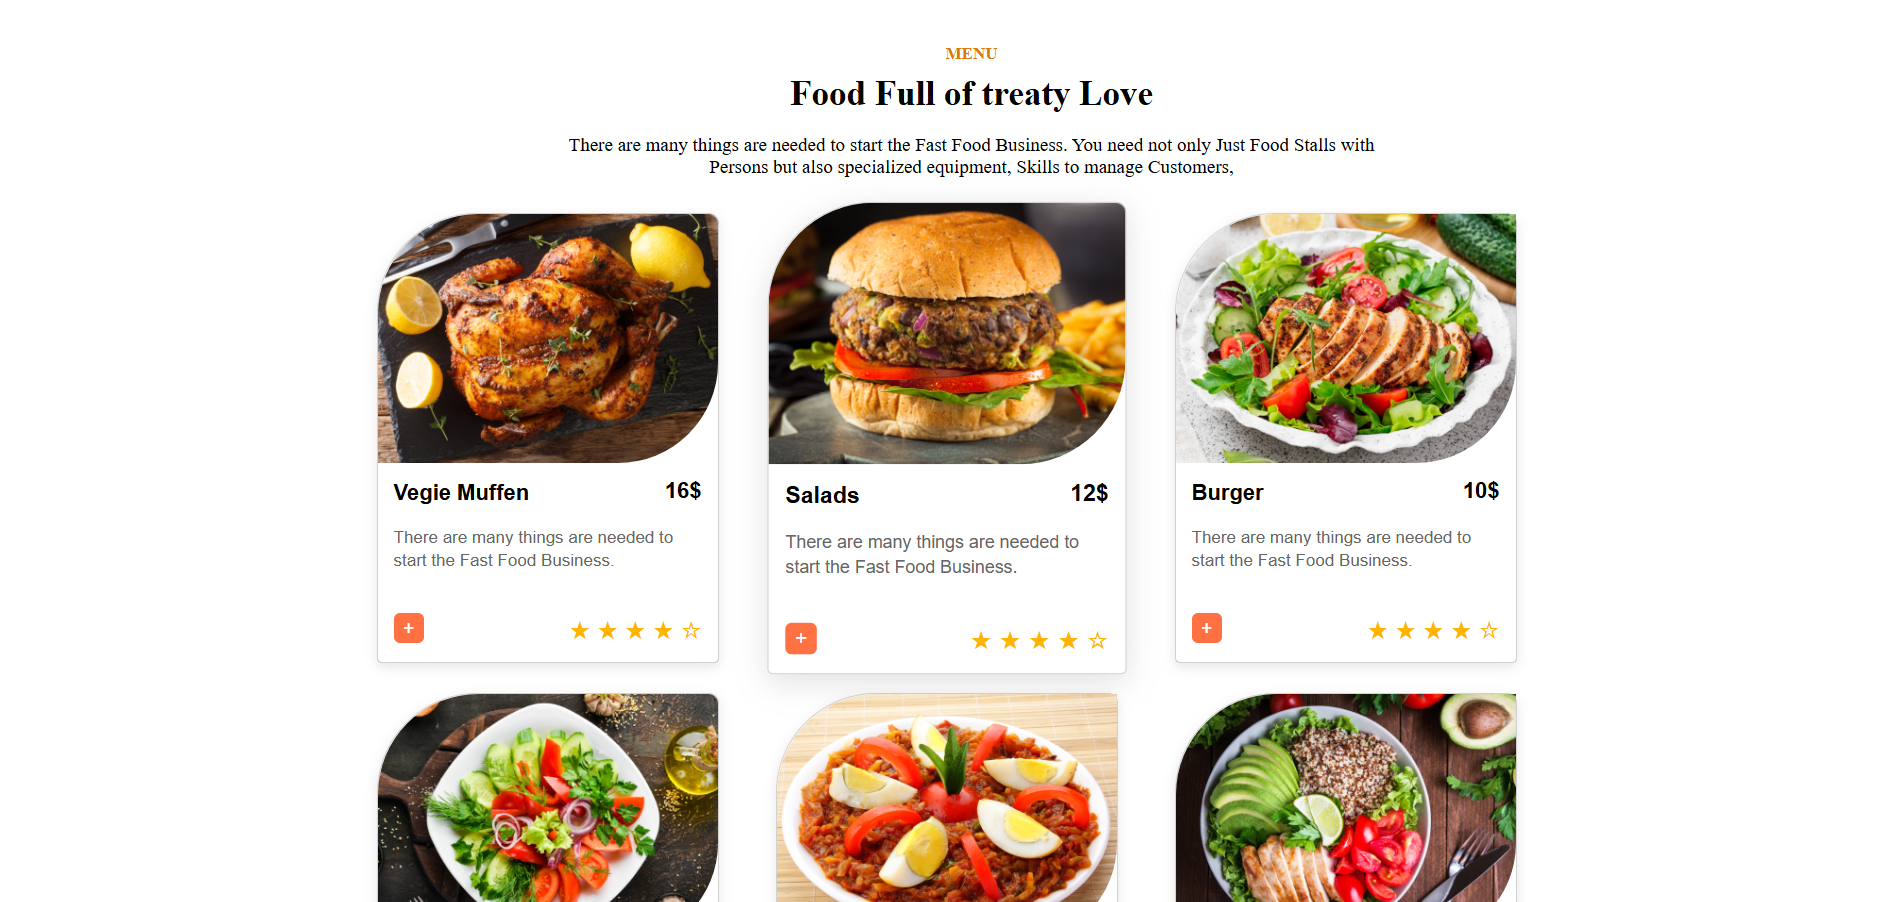 MENU
Food Full of treaty Love
There are many things are needed to start the Fast Food Business. You need not only Just Food Stalls with
Persons but also specialized equipment, Skills to manage Customers,
Vegie Muffen 16$
There are many things are needed to
start the Fast Food Business.
+ ★ ★ ★ ★ ☆
Salads 12$
There are many things are needed to
start the Fast Food Business.
+ ★ ★ ★ ★ ☆
Burger 10$
There are many things are needed to
start the Fast Food Business.
+ ★ ★ ★ ★ ☆